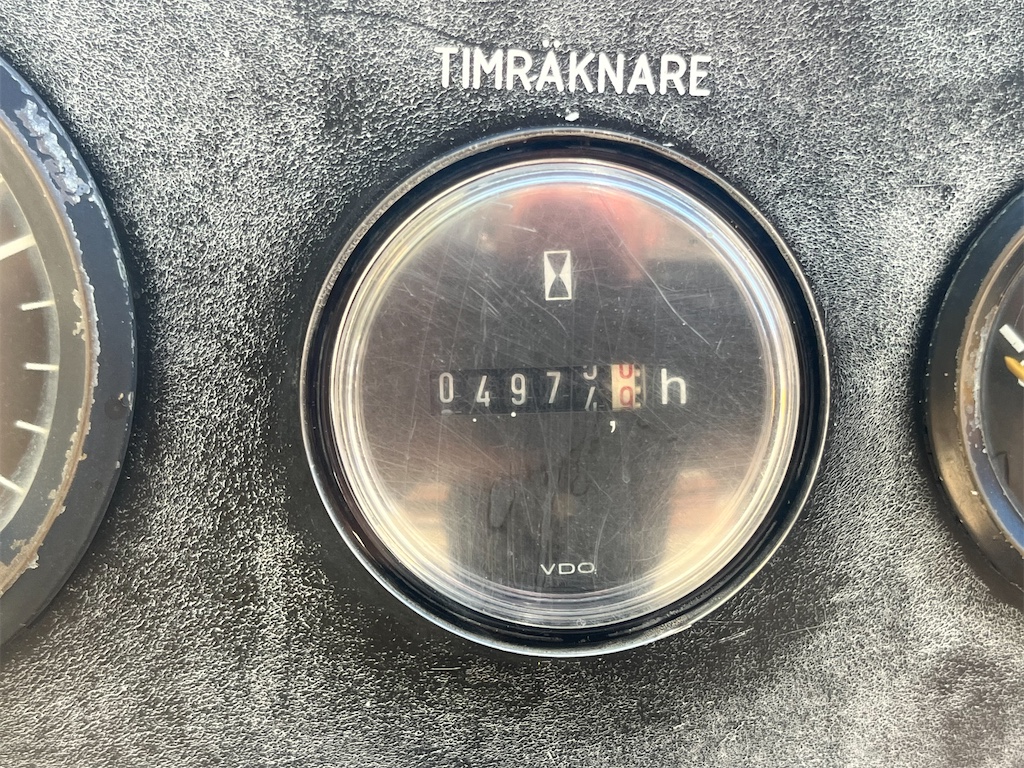 TIMRÄKNARE
0497 h
,
VDO